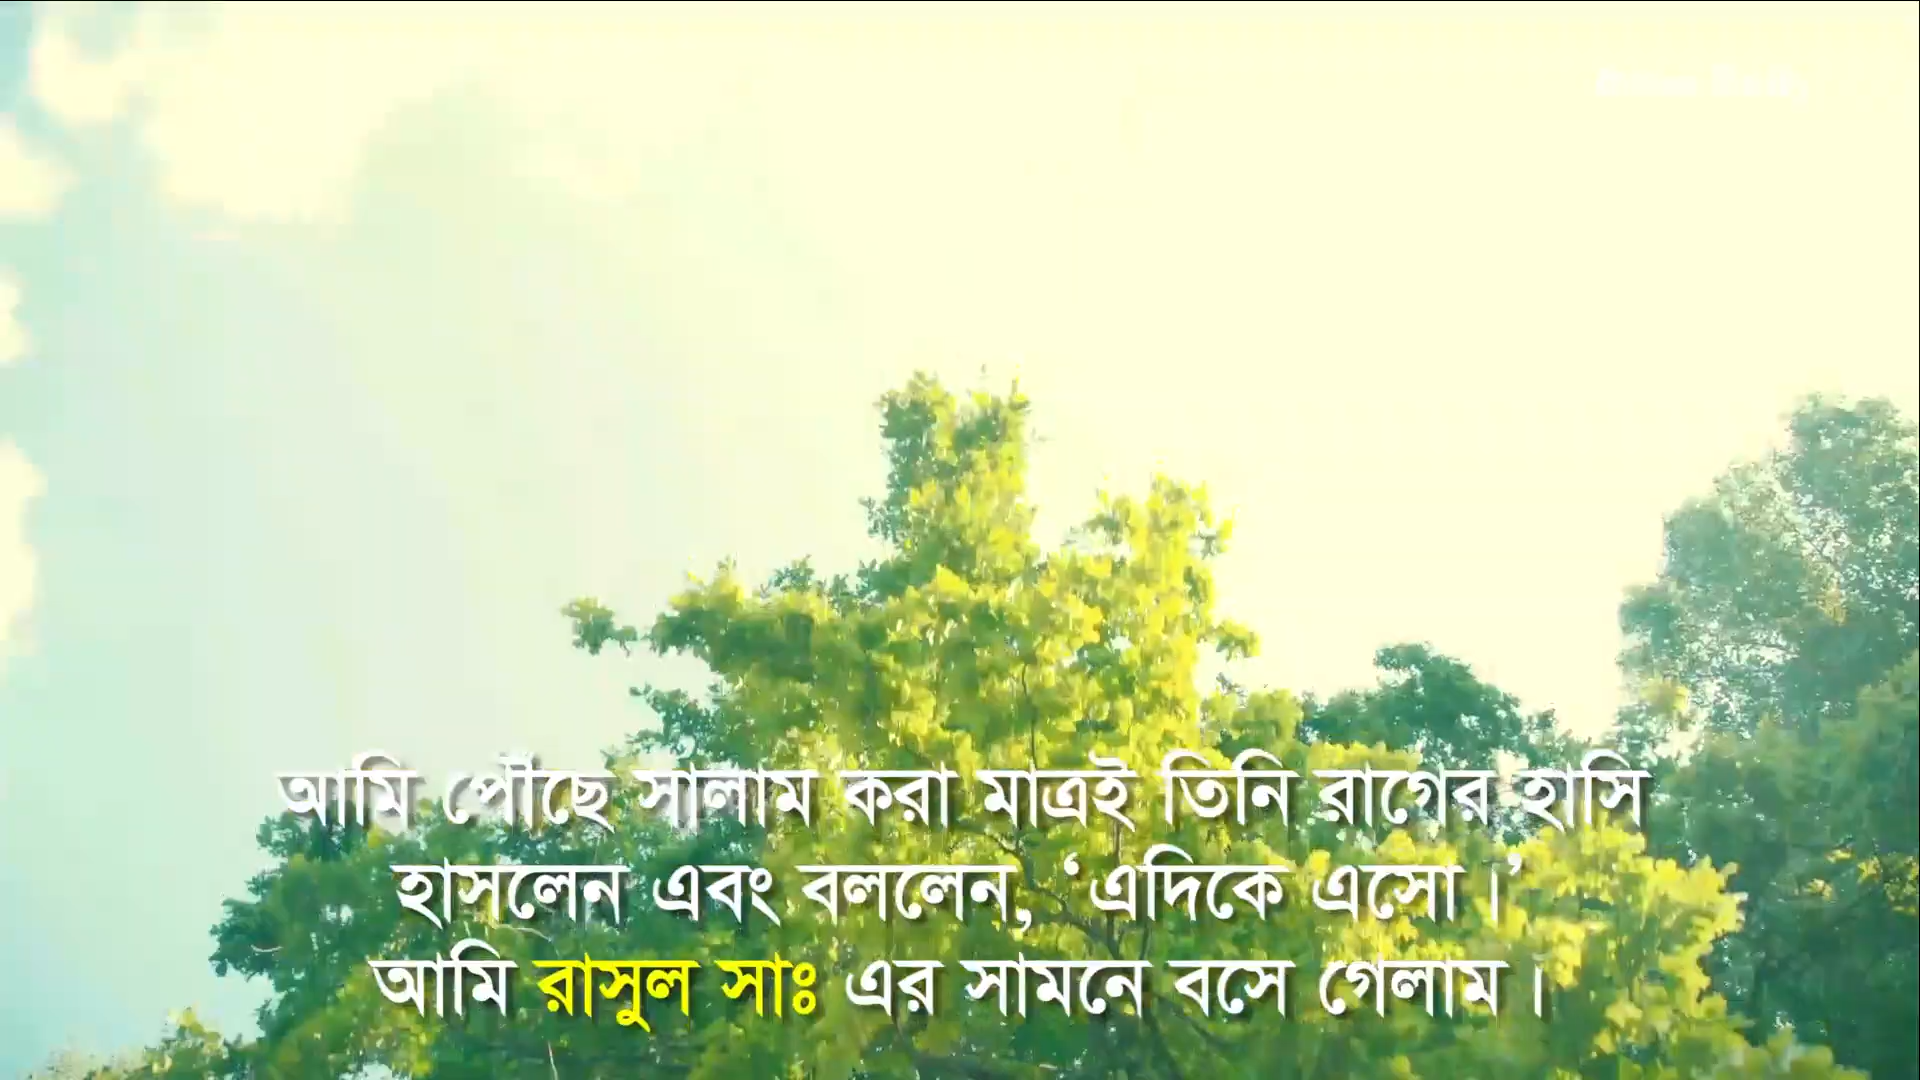 আমি পৌঁছে সালাম করা মাত্রই তিনি রাগের হাসি
হাসলেন এবং বললেন, ‘এদিকে এসো।’
আমি রাসুল সাঃ এর সামনে বসে গেলাম।